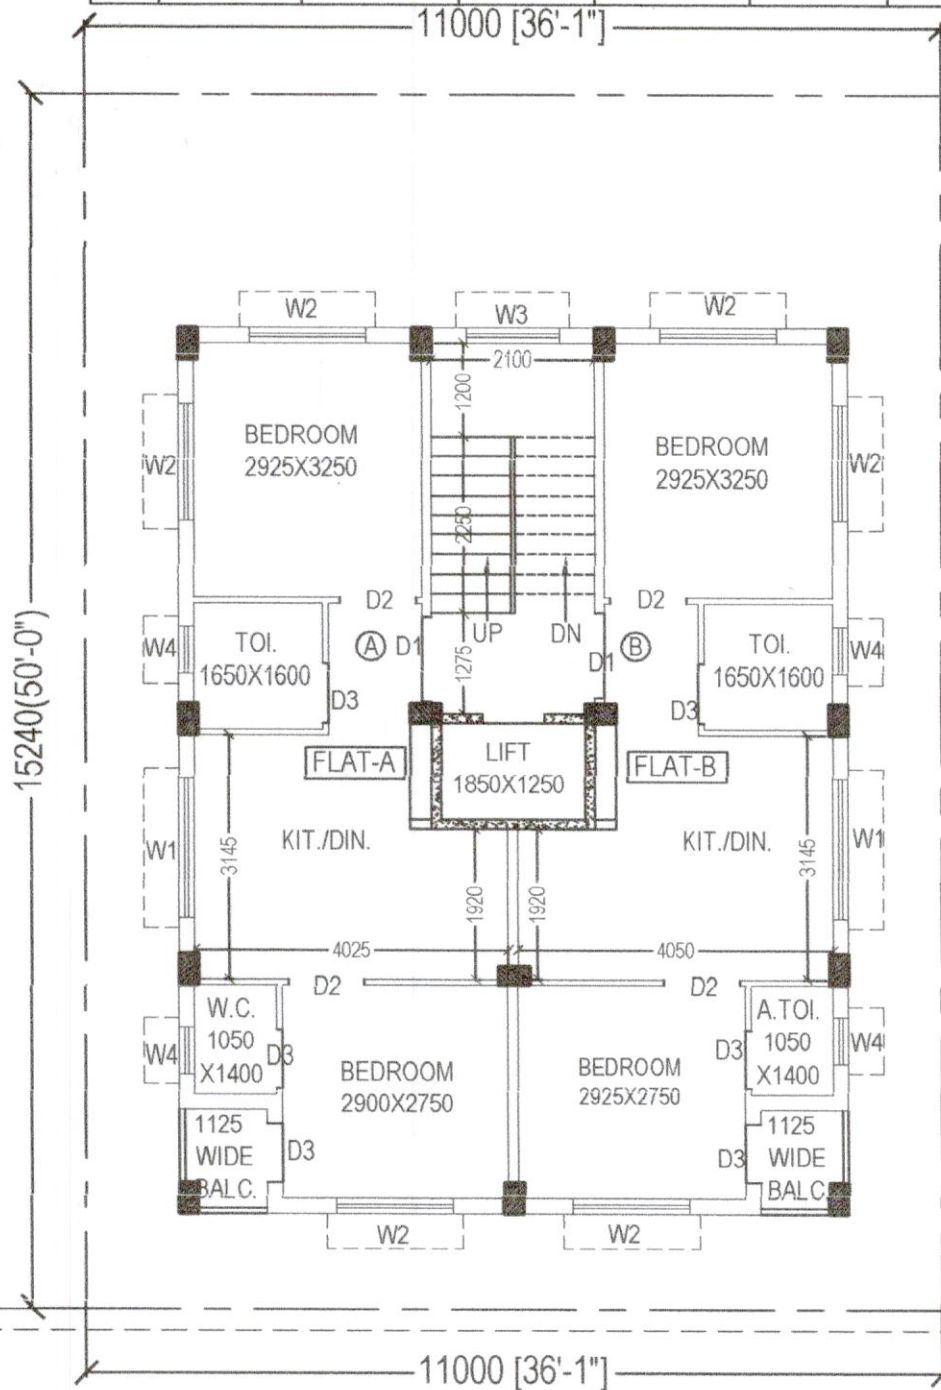 11000 [36'-1"]
15240(50'-0")
W2
W3
W2
2100
1200
BEDROOM
2925X3250
BEDROOM
2925X3250
W2
W2
2250
D2
D2
UP
DN
TOI.
1650X1600
A
D1
D1
B
TOI.
1650X1600
W4
W4
1275
D3
D3
FLAT-A
LIFT
1850X1250
FLAT-B
W1
3145
KIT./DIN.
KIT./DIN.
3145
W1
1920
1920
4025
4050
D2
D2
W.C.
1050
X1400
A.TOI.
1050
X1400
W4
D3
D3
W4
BEDROOM
2900X2750
BEDROOM
2925X2750
1125
WIDE
BALC.
D3
D3
1125
WIDE
BALC.
W2
W2
11000 [36'-1"]